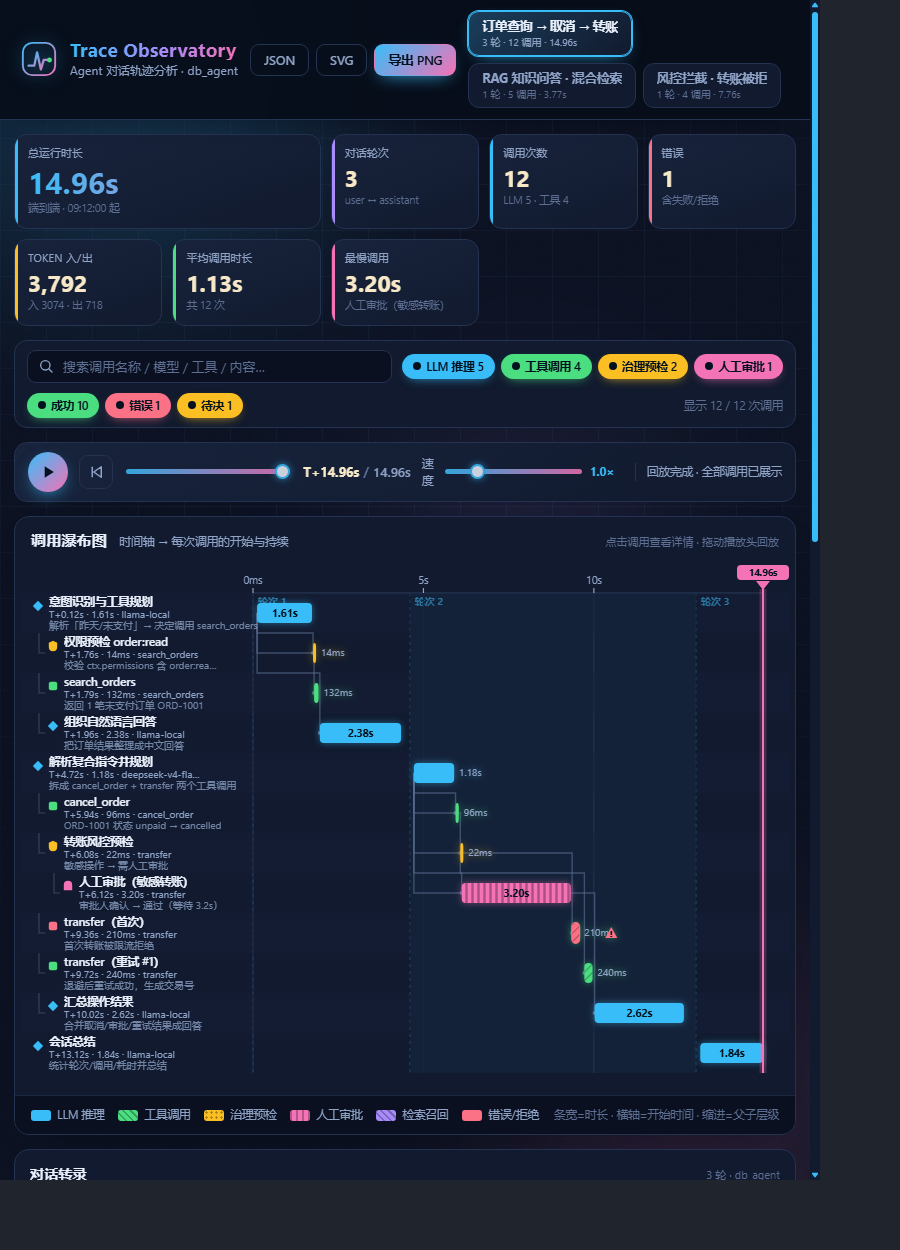 Trace Observatory
Agent 对话轨迹分析 · db_agent
JSON
SVG
导出 PNG
订单查询 → 取消 → 转账
3 轮 · 12 调用 · 14.96s
RAG 知识问答 · 混合检索
1 轮 · 5 调用 · 3.77s
风控拦截 · 转账被拒
1 轮 · 4 调用 · 7.76s
总运行时长
14.96s
端到端 · 09:12:00 起
对话轮次
3
user ↔ assistant
调用次数
12
LLM 5 · 工具 4
错误
1
含失败/拒绝
TOKEN 入/出
3,792
入 3074 · 出 718
平均调用时长
1.13s
共 12 次
最慢调用
3.20s
人工审批（敏感转账）
搜索调用名称 / 模型 / 工具 / 内容...
LLM 推理 5
工具调用 4
治理预检 2
人工审批 1
成功 10
错误 1
待决 1
显示 12 / 12 次调用
T+14.96s / 14.96s
速度
1.0×
回放完成 · 全部调用已展示
调用瀑布图 时间轴 → 每次调用的开始与持续
点击调用查看详情 · 拖动播放头回放
14.96s
0ms 5s 10s
轮次 1
轮次 2
轮次 3
意图识别与工具规划
T+0.12s · 1.61s · llama-local
解析「昨天/未支付」→ 决定调用 search_orders
1.61s
权限预检 order:read
T+1.76s · 14ms · search_orders
校验 ctx.permissions 含 order:rea...
14ms
search_orders
T+1.79s · 132ms · search_orders
返回 1 笔未支付订单 ORD-1001
132ms
组织自然语言回答
T+1.96s · 2.38s · llama-local
把订单结果整理成中文回答
2.38s
解析复合指令并规划
T+4.72s · 1.18s · deepseek-v4-fla...
拆成 cancel_order + transfer 两个工具调用
1.18s
cancel_order
T+5.94s · 96ms · cancel_order
ORD-1001 状态 unpaid → cancelled
96ms
转账风控预检
T+6.08s · 22ms · transfer
敏感操作 → 需人工审批
22ms
人工审批（敏感转账）
T+6.12s · 3.20s · transfer
审批人确认 → 通过（等待 3.2s）
3.20s
transfer（首次）
T+9.36s · 210ms · transfer
首次转账被限流拒绝
210ms
transfer（重试 #1）
T+9.72s · 240ms · transfer
退避后重试成功，生成交易号
240ms
汇总操作结果
T+10.02s · 2.62s · llama-local
合并取消/审批/重试结果成回答
2.62s
会话总结
T+13.12s · 1.84s · llama-local
统计轮次/调用/耗时并总结
1.84s
LLM 推理
工具调用
治理预检
人工审批
检索召回
错误/拒绝
条宽=时长 · 横轴=开始时间 · 缩进=父子层级
对话转录
3 轮 · db_agent